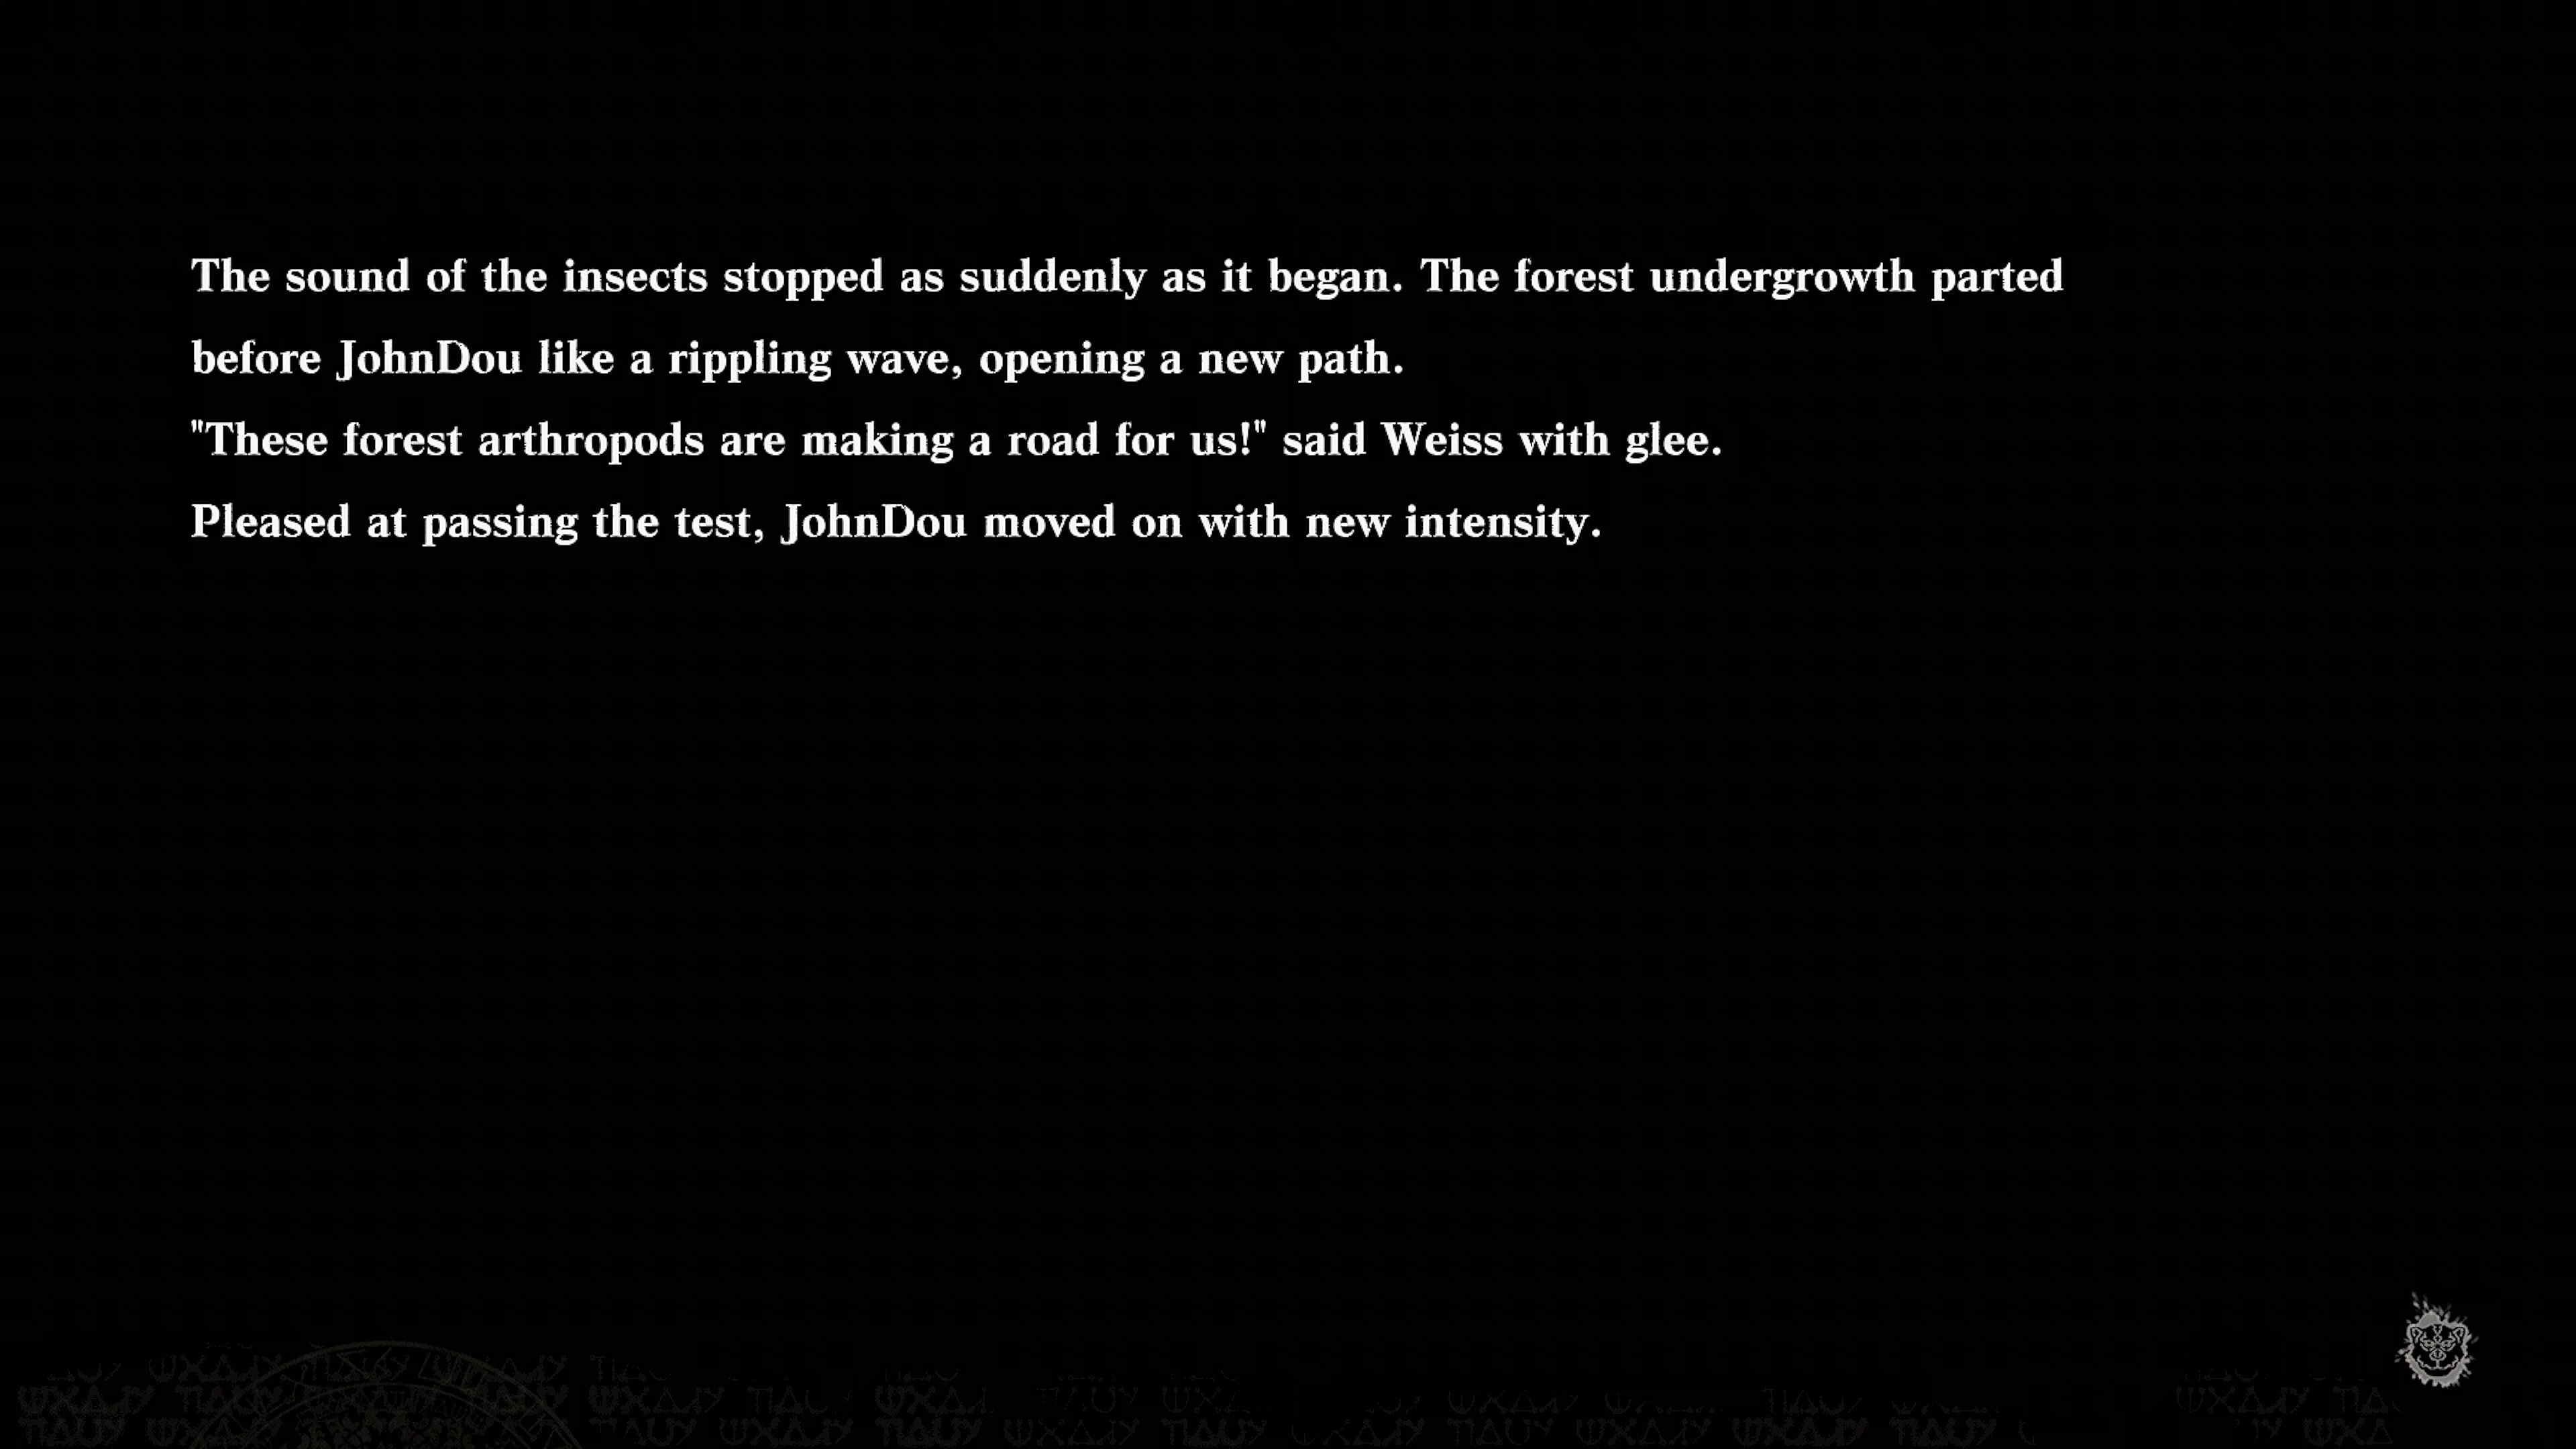 The sound of the insects stopped as suddenly as it began. The forest undergrowth parted
before JohnDou like a rippling wave, opening a new path.
"These forest arthropods are making a road for us!" said Weiss with glee.
Pleased at passing the test, JohnDou moved on with new intensity.